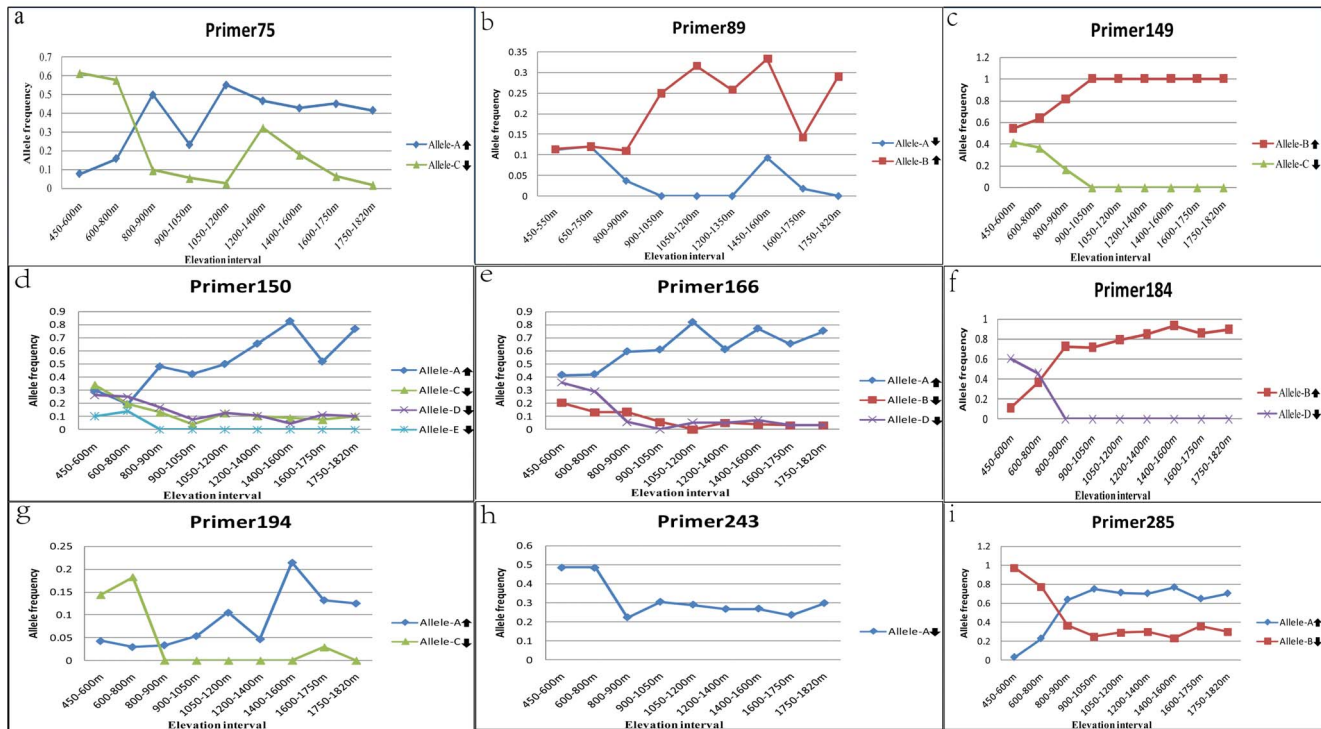 a
Primer75
Allele frequency
0.7
0.6
0.5
0.4
0.3
0.2
0.1
0
450-600m
600-800m
800-900m
900-1050m
1050-1200m
1200-1400m
1400-1600m
1600-1750m
1750-1820m
Elevation interval
Allele-A
Allele-C
b
Primer89
Allele frequency
0.35
0.3
0.25
0.2
0.15
0.1
0.05
0
450-550m
650-750m
800-900m
900-1050m
1050-1200m
1200-1350m
1450-1600m
1600-1750m
1750-1820m
Elevation interval
Allele-A
Allele-B
c
Primer149
Allele frequency
1.2
1
0.8
0.6
0.4
0.2
0
450-600m
600-800m
800-900m
900-1050m
1050-1200m
1200-1400m
1400-1600m
1600-1750m
1750-1820m
Elevation interval
Allele-B
Allele-C
d
Primer150
Allele frequency
0.9
0.8
0.7
0.6
0.5
0.4
0.3
0.2
0.1
0
450-600m
600-800m
800-900m
900-1050m
1050-1200m
1200-1400m
1400-1600m
1600-1750m
1750-1820m
Elevation interval
Allele-A
Allele-C
Allele-D
Allele-E
e
Primer166
Allele frequency
0.9
0.8
0.7
0.6
0.5
0.4
0.3
0.2
0.1
0
450-600m
600-800m
800-900m
900-1050m
1050-1200m
1200-1400m
1400-1600m
1600-1750m
1750-1820m
Elevation interval
Allele-A
Allele-B
Allele-D
f
Primer184
Allele frequency
1
0.8
0.6
0.4
0.2
0
450-600m
600-800m
800-900m
900-1050m
1050-1200m
1200-1400m
1400-1600m
1600-1750m
1750-1820m
Elevation interval
Allele-B
Allele-D
g
Primer194
Allele frequency
0.25
0.2
0.15
0.1
0.05
0
450-600m
600-800m
800-900m
900-1050m
1050-1200m
1200-1400m
1400-1600m
1600-1750m
1750-1820m
Elevation interval
Allele-A
Allele-C
h
Primer243
Allele frequency
0.6
0.5
0.4
0.3
0.2
0.1
0
450-600m
600-800m
800-900m
900-1050m
1050-1200m
1200-1400m
1400-1600m
1600-1750m
1750-1820m
Elevation interval
Allele-A
i
Primer285
Allele frequency
1.2
1
0.8
0.6
0.4
0.2
0
450-600m
600-800m
800-900m
900-1050m
1050-1200m
1200-1400m
1400-1600m
1600-1750m
1750-1820m
Elevation interval
Allele-A
Allele-B